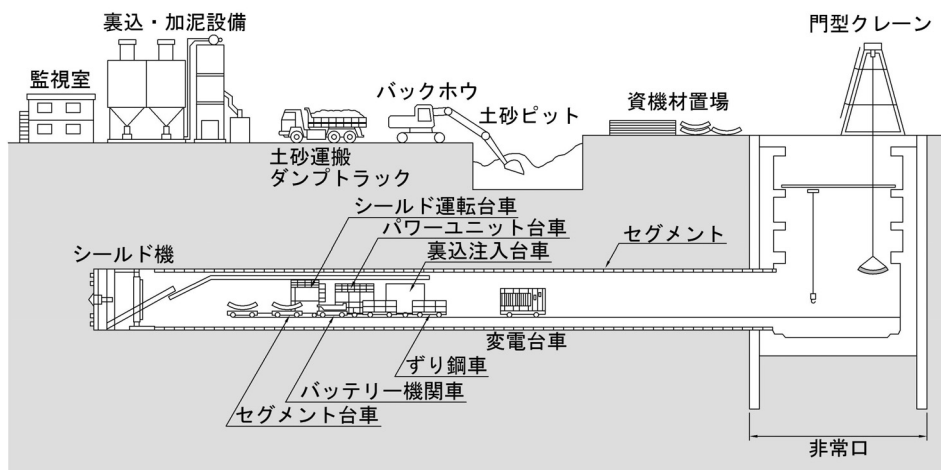 裏込・加泥設備
門型クレーン
監視室
バックホウ
土砂ピット
資機材置場
土砂運搬
ダンプトラック
シールド運転台車
パワーユニット台車
裏込注入台車
セグメント
シールド機
変電台車
ずり鋼車
バッテリー機関車
セグメント台車
非常口